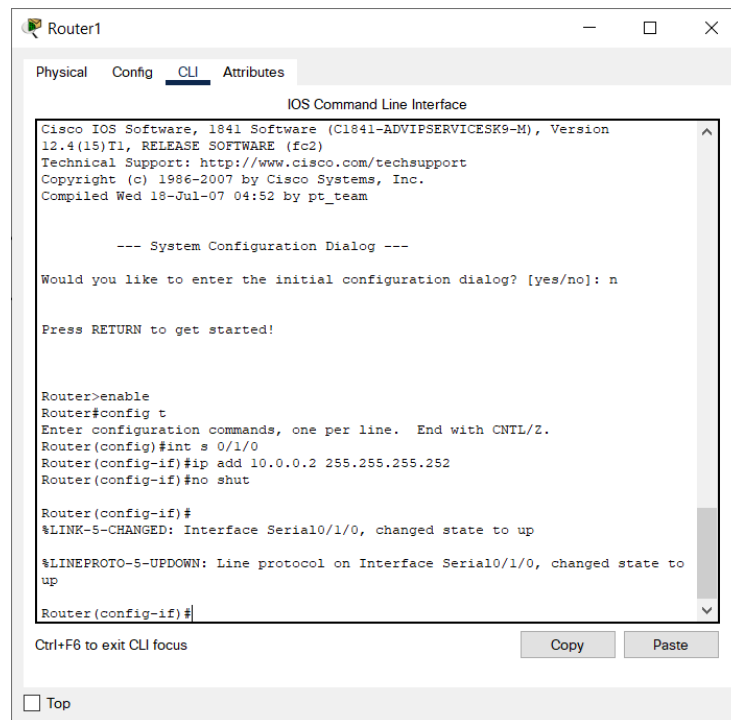 Router1
Physical Config CLI Attributes
IOS Command Line Interface
Cisco IOS Software, 1841 Software (C1841-ADVIPSERVICESK9-M), Version
12.4(15)T1, RELEASE SOFTWARE (fc2)
Technical Support: http://www.cisco.com/techsupport
Copyright (c) 1986-2007 by Cisco Systems, Inc.
Compiled Wed 18-Jul-07 04:52 by pt_team
--- System Configuration Dialog ---
Would you like to enter the initial configuration dialog? [yes/no]: n
Press RETURN to get started!
Router>enable
Router#config t
Enter configuration commands, one per line.  End with CNTL/Z.
Router(config)#int s 0/1/0
Router(config-if)#ip add 10.0.0.2 255.255.255.252
Router(config-if)#no shut
Router(config-if)#
%LINK-5-CHANGED: Interface Serial0/1/0, changed state to up
%LINEPROTO-5-UPDOWN: Line protocol on Interface Serial0/1/0, changed state to
up
Router(config-if)#
Ctrl+F6 to exit CLI focus Copy Paste
Top